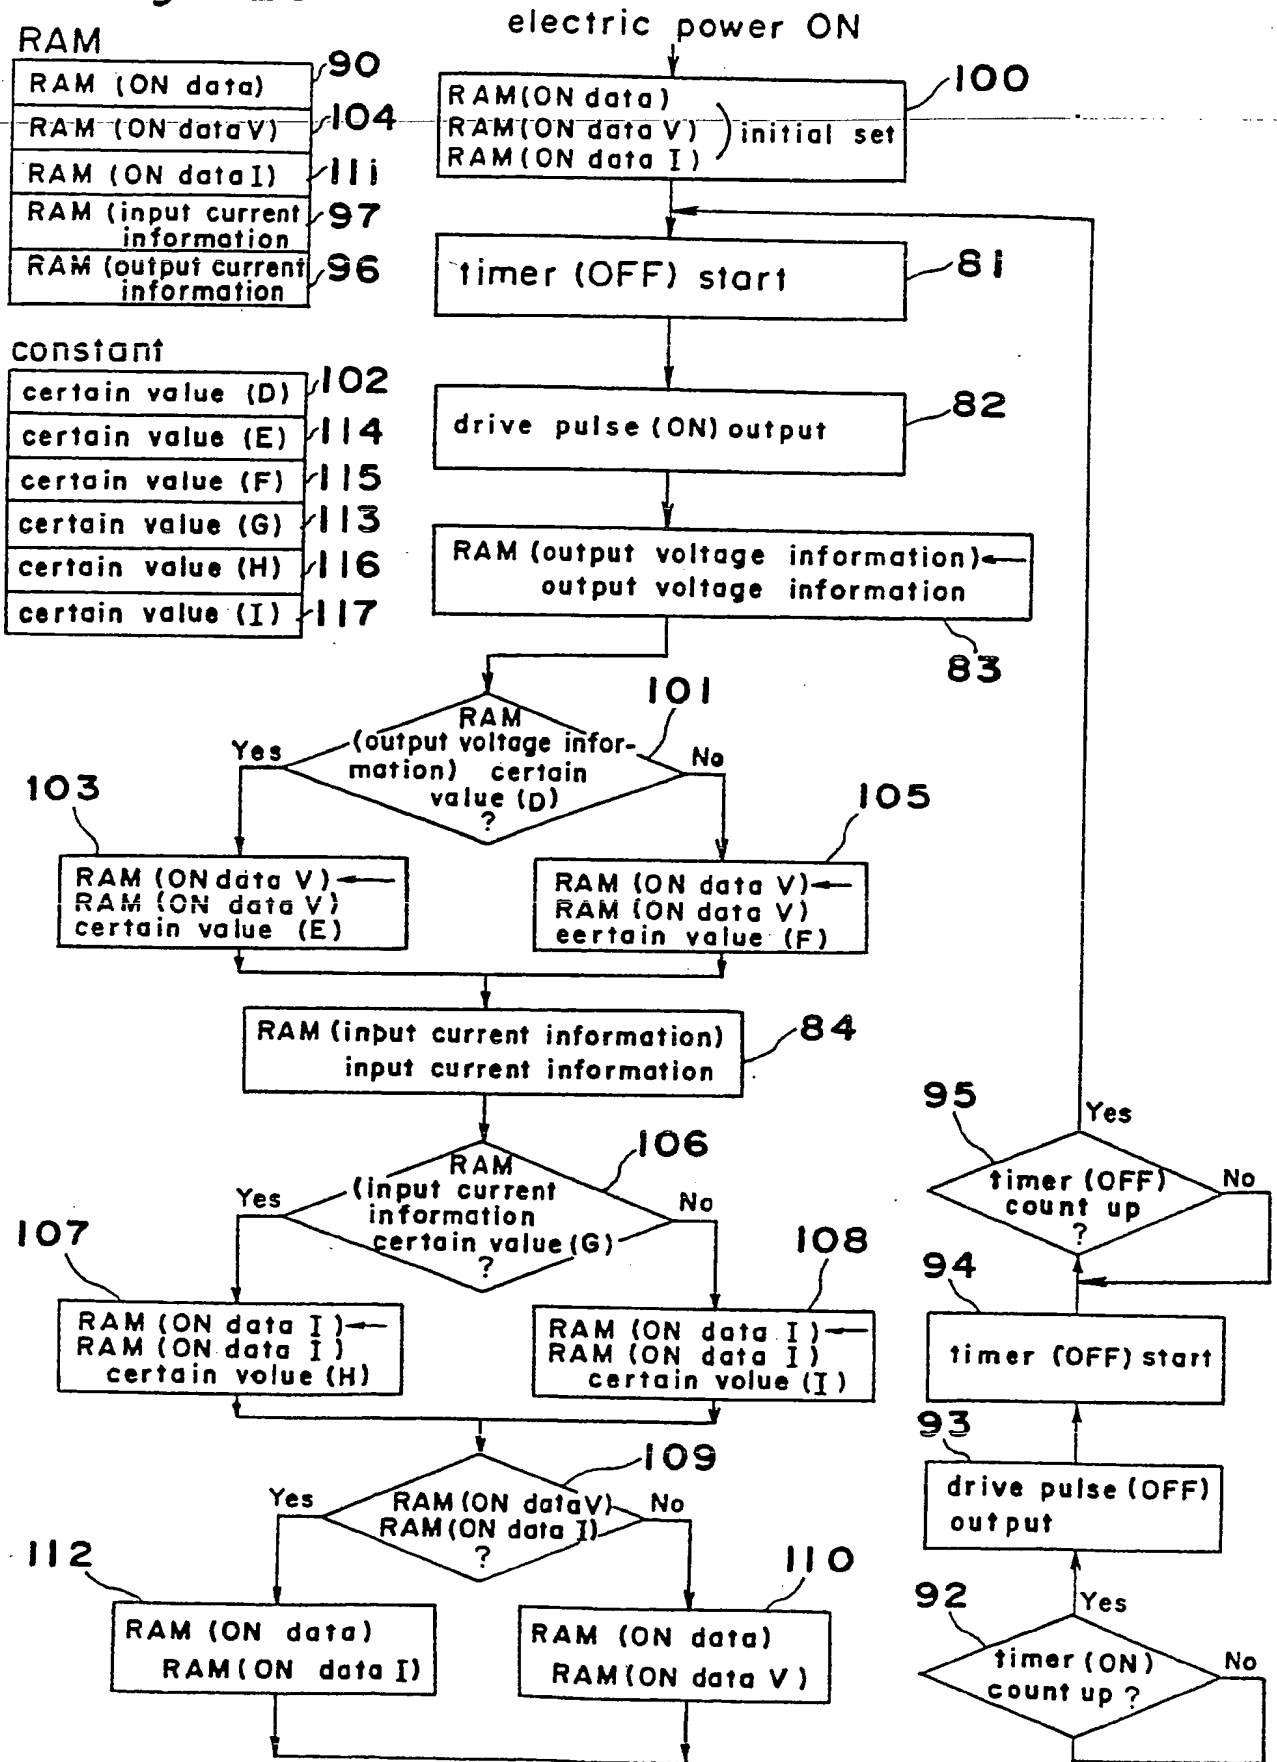 electric power ON
RAM
RAM (ON data)
90
RAM (ON data V)
104
RAM (ON data I)
111
RAM (input current
information
97
RAM (output current
information
96
constant
certain value (D)
102
certain value (E)
114
certain value (F)
115
certain value (G)
113
certain value (H)
116
certain value (I)
117
RAM(ON data)
RAM(ON data V)
RAM(ON data I)
initial set
100
timer (OFF) start
81
drive pulse (ON) output
82
RAM (output voltage information)←
output voltage information
83
RAM
(output voltage infor-
mation) certain
value (D)
?
101
Yes
No
103
RAM (ON data V)←
RAM (ON data V)
certain value (E)
105
RAM (ON data V)←
RAM (ON data V)
eertain value (F)
RAM (input current information)
input current information
84
RAM
(input current
information
certain value (G)
?
106
Yes
No
107
RAM (ON data I)←
RAM (ON data I)
certain volue (H)
108
RAM (ON data I)←
RAM (ON data I)
certain volue (I)
109
RAM (ON data V)
RAM (ON data I)
?
Yes
No
112
RAM (ON data)
RAM (ON data I)
110
RAM (ON data)
RAM (ON data V)
95
Yes
timer (OFF)
count up
?
No
94
timer (OFF) start
93
drive pulse (OFF)
output
92
Yes
timer (ON)
count up ?
No